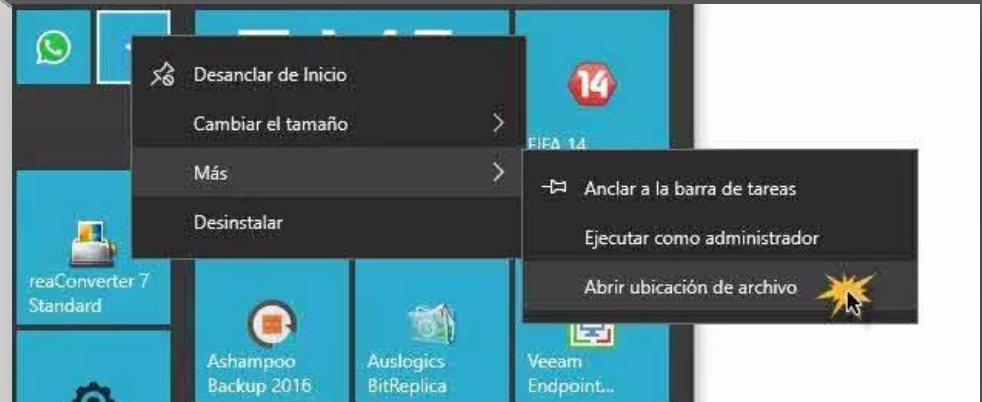 Desanclar de Inicio
Cambiar el tamaño
Más
Desinstalar
14
FIFA 14
Anclar a la barra de tareas
Ejecutar como administrador
Abrir ubicación de archivo
reaConverter 7
Standard
Ashampoo
Backup 2016
Auslogics
BitReplica
Veeam
Endpoint...